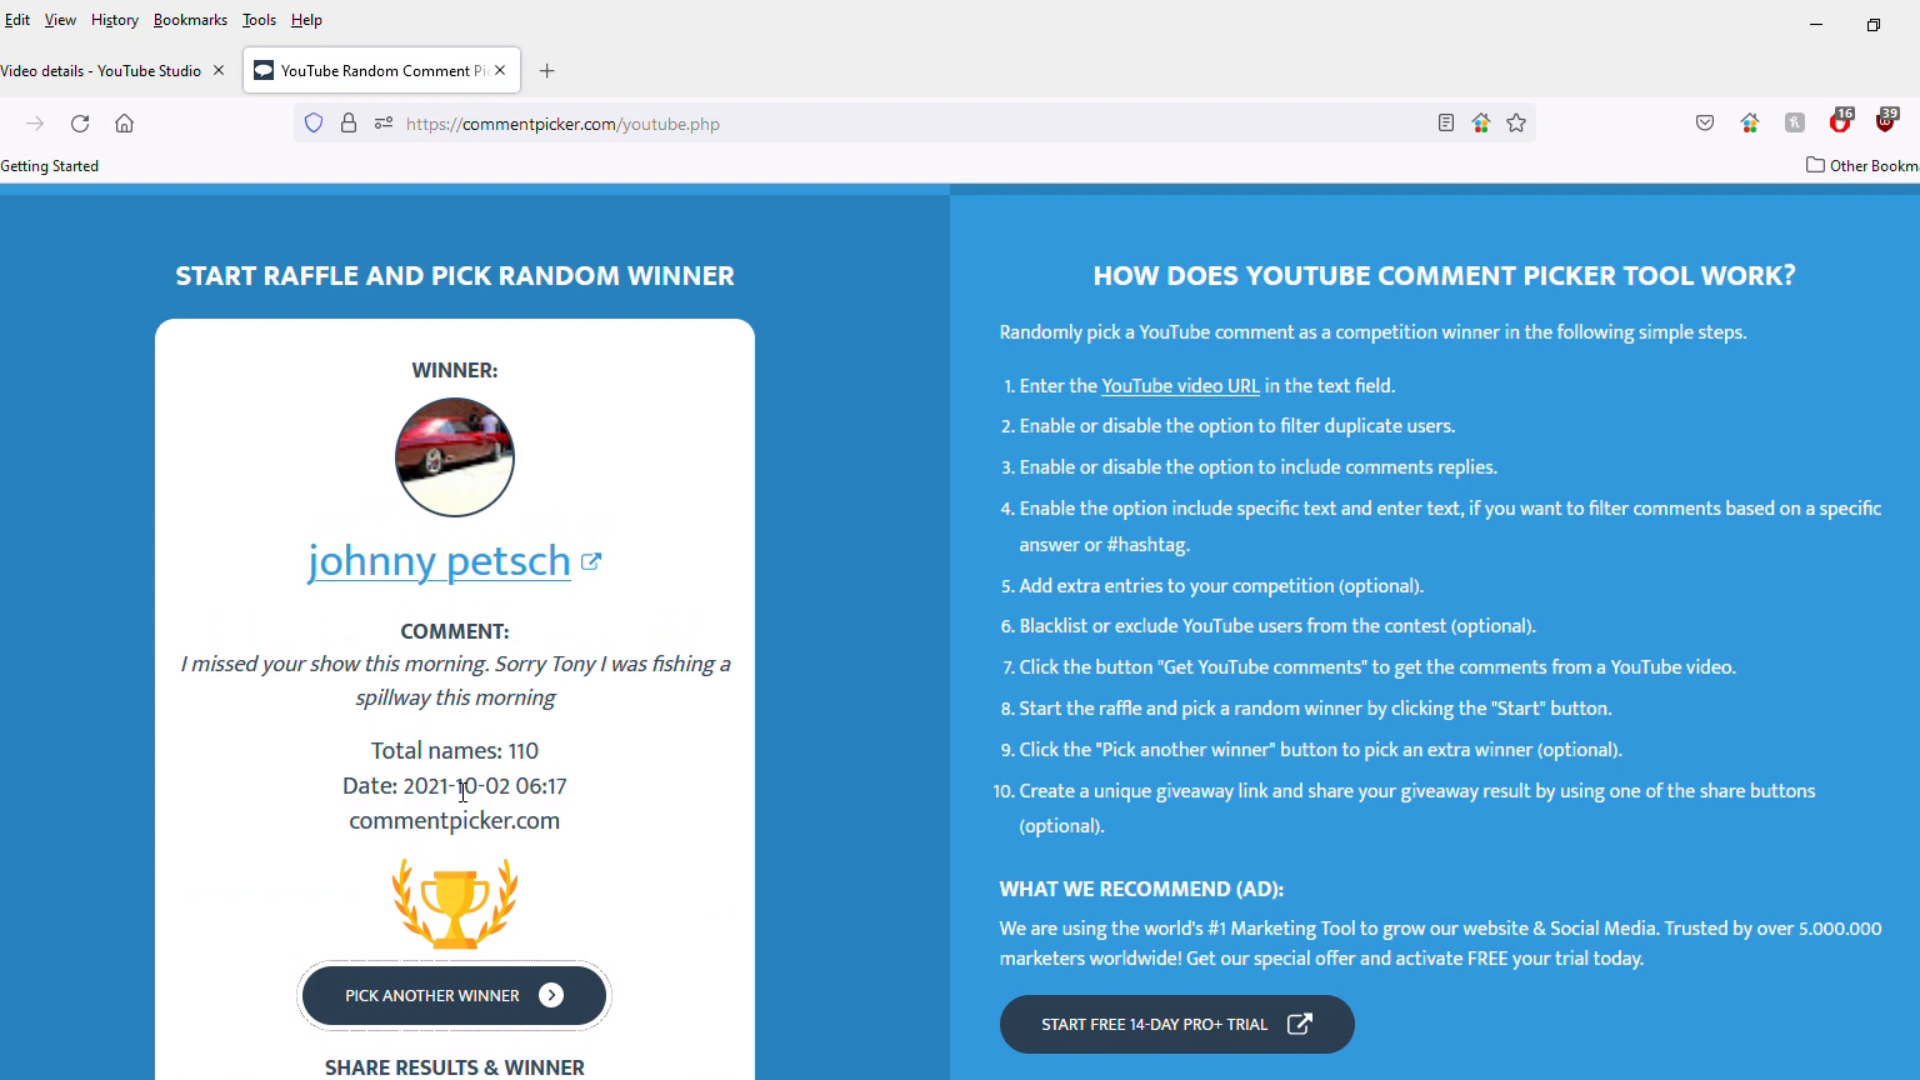 Edit View History Bookmarks Tools Help
Video details - YouTube Studio
YouTube Random Comment Pic
https://commentpicker.com/youtube.php
16
39
Getting Started
Other Bookm
START RAFFLE AND PICK RANDOM WINNER
WINNER:
johnny petsch
COMMENT:
I missed your show this morning. Sorry Tony I was fishing a
spillway this morning
Total names: 110
Date: 2021-10-02 06:17
commentpicker.com
PICK ANOTHER WINNER
SHARE RESULTS & WINNER
HOW DOES YOUTUBE COMMENT PICKER TOOL WORK?
Randomly pick a YouTube comment as a competition winner in the following simple steps.
1. Enter the YouTube video URL in the text field.
2. Enable or disable the option to filter duplicate users.
3. Enable or disable the option to include comments replies.
4. Enable the option include specific text and enter text, if you want to filter comments based on a specific
answer or #hashtag.
5. Add extra entries to your competition (optional).
6. Blacklist or exclude YouTube users from the contest (optional).
7. Click the button "Get YouTube comments" to get the comments from a YouTube video.
8. Start the raffle and pick a random winner by clicking the "Start" button.
9. Click the "Pick another winner" button to pick an extra winner (optional).
10. Create a unique giveaway link and share your giveaway result by using one of the share buttons
(optional).
WHAT WE RECOMMEND (AD):
We are using the world's #1 Marketing Tool to grow our website & Social Media. Trusted by over 5.000.000
marketers worldwide! Get our special offer and activate FREE your trial today.
START FREE 14-DAY PRO+ TRIAL